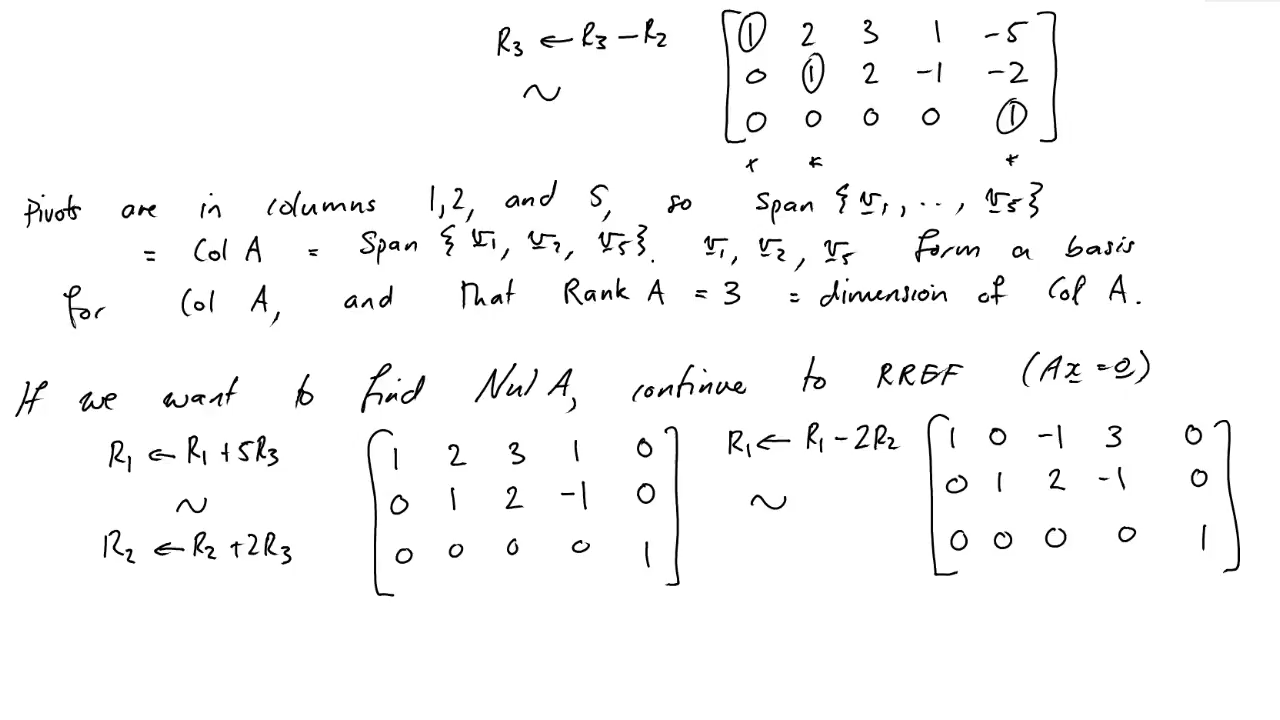 R₃ ← R₃ − R₂ [ 1 2 3 1 −5
∼ 0 1 2 −1 −2
0 0 0 0 1 ]
* * *
Pivots are in columns 1,2, and 5, so Span {v₁, .., v₅}
= Col A = Span {v₁, v₂, v₅}. v₁, v₂, v₅ form a basis
for Col A, and that Rank A = 3 = dimension of Col A.
If we want to find Nul A, continue to RREF (Ax = 0)
R₁ ← R₁ + 5R₃ [ 1 2 3 1 0 R₁ ← R₁ − 2R₂ [ 1 0 −1 3 0
∼ 0 1 2 −1 0 ∼ 0 1 2 −1 0
R₂ ← R₂ + 2R₃ 0 0 0 0 1 ] 0 0 0 0 1 ]